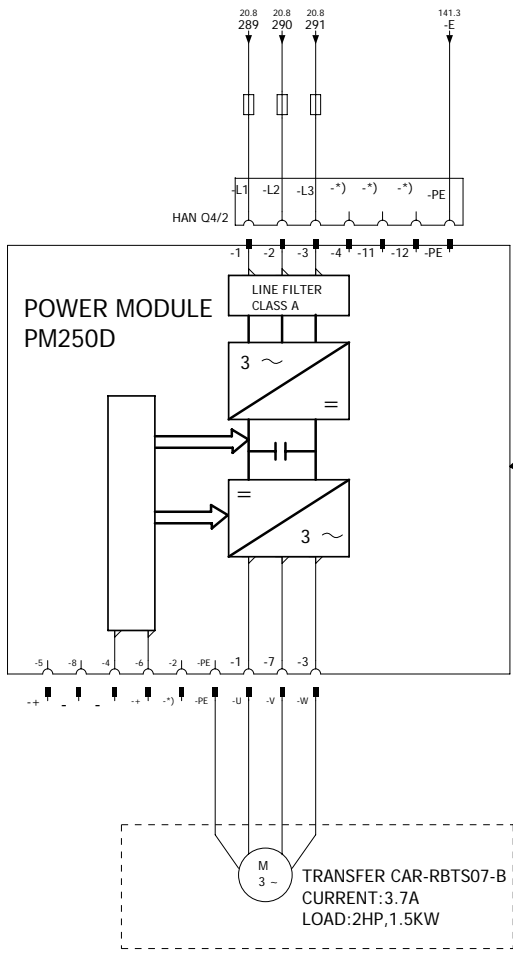 20.8 20.8 20.8 141.3
289 290 291 -E
-L1 -L2 -L3 -*) -*) -*) -PE
HAN Q4/2
-1 -2 -3 -4 -11 -12 -PE
LINE FILTER
CLASS A
POWER MODULE
PM250D
3 ~
=
=
3 ~
-5 -8 -4 -6 -2 -PE -1 -7 -3
-+ - - -+ -*) -PE -U -V -W
M
3 ~
TRANSFER CAR-RBTS07-B
CURRENT:3.7A
LOAD:2HP,1.5KW